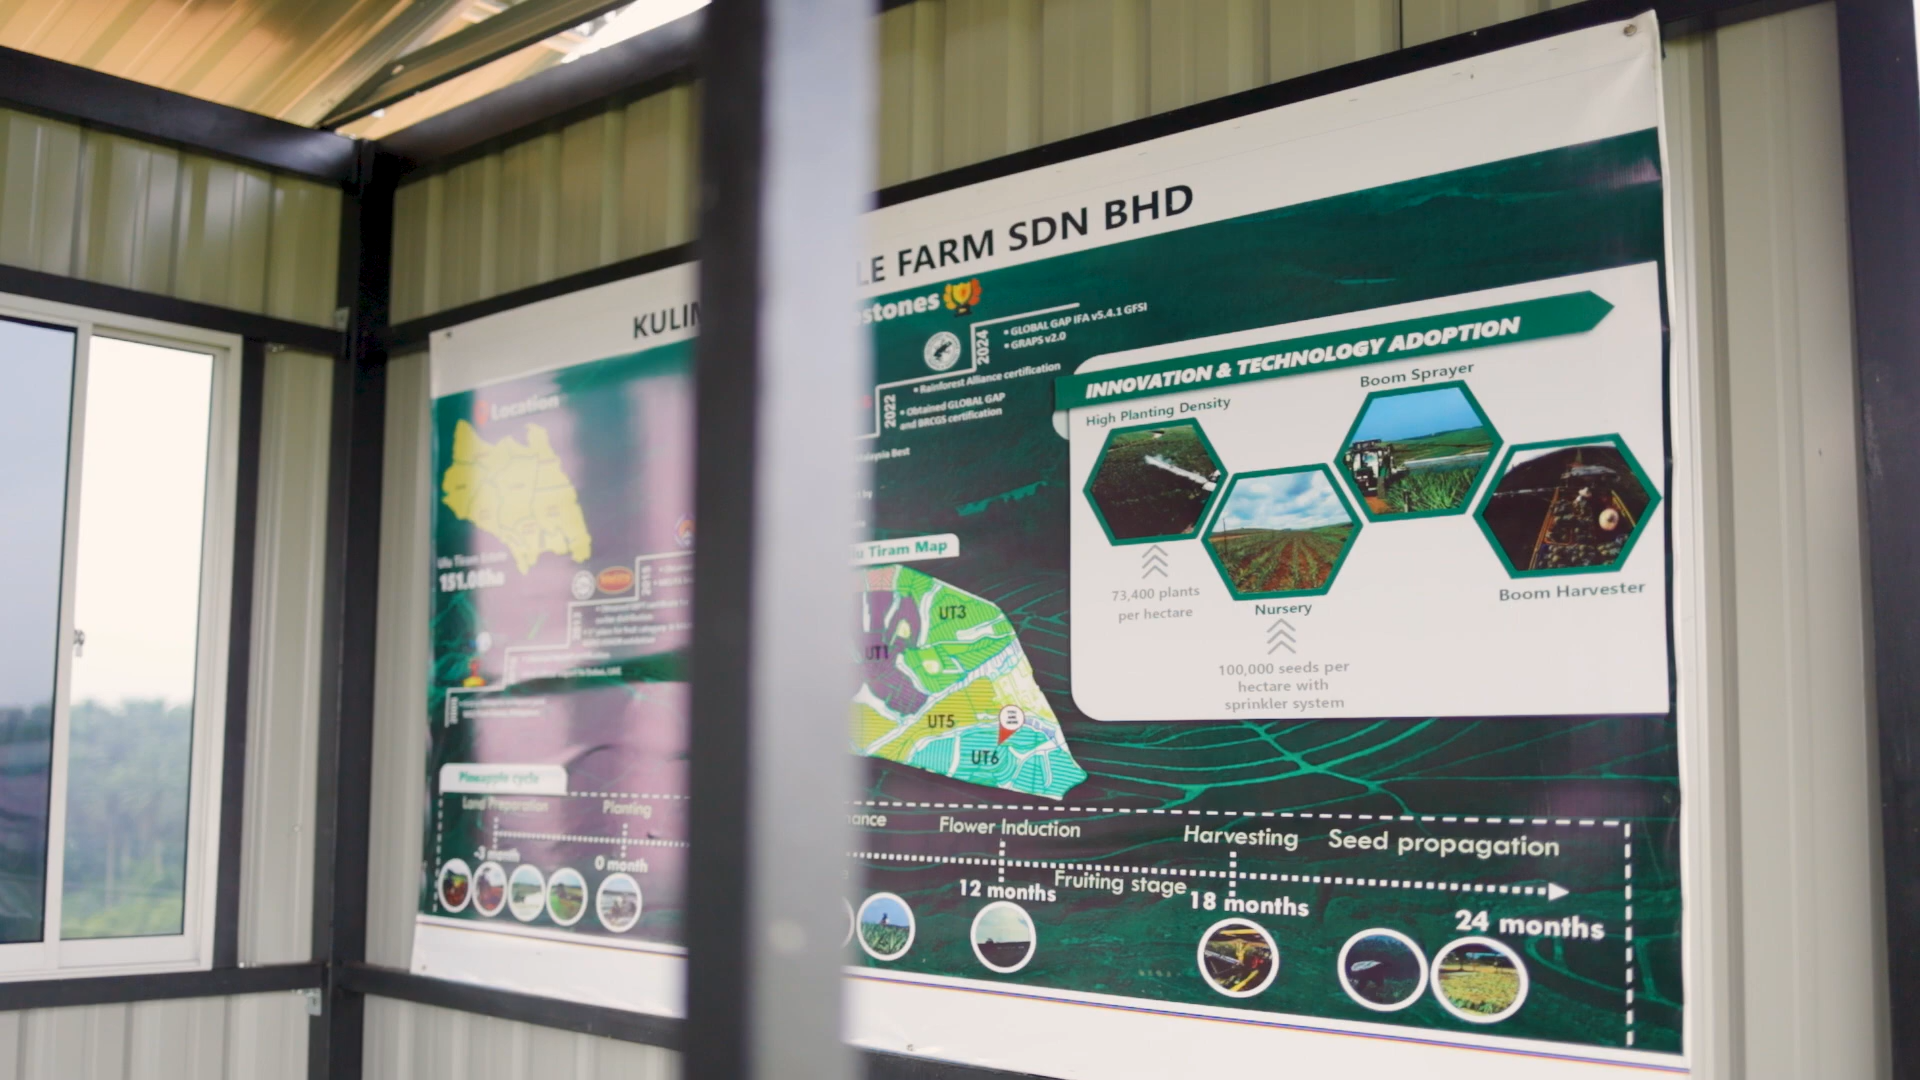 LE FARM SDN BHD
KULIM
Location
stones
2024
• GLOBAL GAP IFA v5.4.1 GFSI
• GRAPS v2.0
• Rainforest Alliance certification
2022
• Obtained GLOBAL GAP
and BRCGS certification
Malaysia Best
INNOVATION & TECHNOLOGY ADOPTION
High Planting Density
Boom Sprayer
73,400 plants
per hectare
Nursery
100,000 seeds per
hectare with
sprinkler system
Boom Harvester
151.08ha
lu Tiram Map
UT3
UT1
UT5
UT6
Pineapple cycle
Land Preparation
Planting
nance
Flower Induction
Harvesting
Seed propagation
-3 month
0 month
12 months
Fruiting stage
18 months
24 months